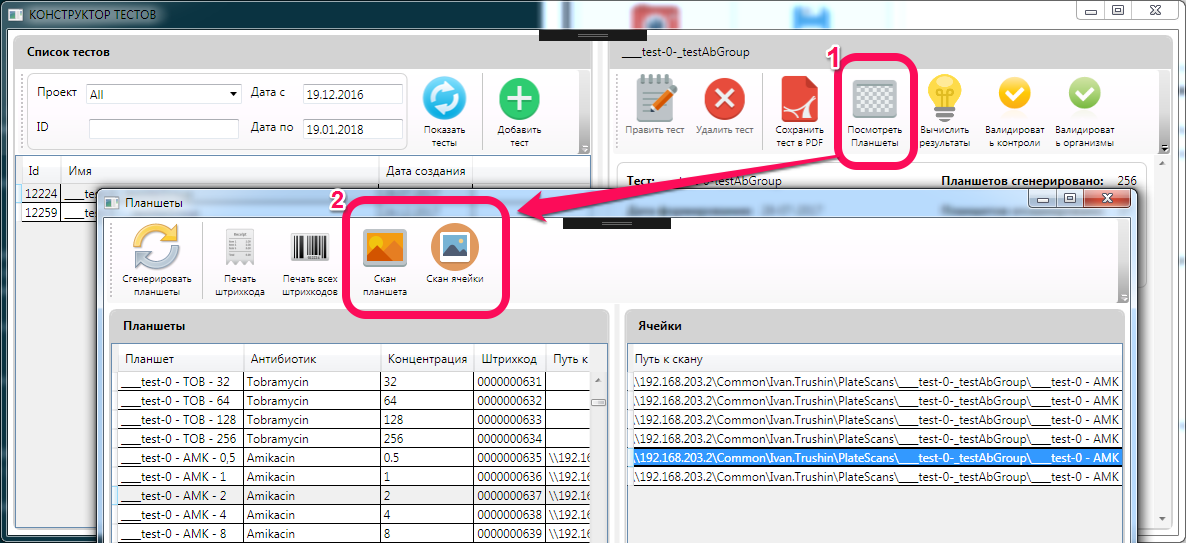 КОНСТРУКТОР ТЕСТОВ
Список тестов
Проект All Дата с 19.12.2016
ID Дата по 19.01.2018
Показать тесты
Добавить тест
Id Имя Дата создания
12224 ___te
12259 ___te
___test-0-_testAbGroup
1
Править тест
Удалить тест
Сохранить тест в PDF
Посмотреть Планшеты
Вычислить результаты
Валидироват ь контроли
Валидироват ь организмы
Тест: test-0-testAbGroup Планшетов сгенерировано: 256
Планшеты
2
Сгенерировать планшеты
Печать штрихкода
Печать всех штрихкодов
Скан планшета
Скан ячейки
Планшеты
Планшет Антибиотик Концентрация Штрихкод Путь к
___test-0 - TOB - 32 Tobramycin 32 0000000631
___test-0 - TOB - 64 Tobramycin 64 0000000632
___test-0 - TOB - 128 Tobramycin 128 0000000633
___test-0 - TOB - 256 Tobramycin 256 0000000634
___test-0 - AMK - 0,5 Amikacin 0.5 0000000635 \\192.16
___test-0 - AMK - 1 Amikacin 1 0000000636 \\192.16
___test-0 - AMK - 2 Amikacin 2 0000000637 \\192.16
___test-0 - AMK - 4 Amikacin 4 0000000638 \\192.16
___test-0 - AMK - 8 Amikacin 8 0000000639 \\192.16
Ячейки
Путь к скану
\\192.168.203.2\Common\Ivan.Trushin\PlateScans\___test-0-_testAbGroup\___test-0 - AMK
\\192.168.203.2\Common\Ivan.Trushin\PlateScans\___test-0-_testAbGroup\___test-0 - AMK
\\192.168.203.2\Common\Ivan.Trushin\PlateScans\___test-0-_testAbGroup\___test-0 - AMK
\\192.168.203.2\Common\Ivan.Trushin\PlateScans\___test-0-_testAbGroup\___test-0 - AMK
\\192.168.203.2\Common\Ivan.Trushin\PlateScans\___test-0-_testAbGroup\___test-0 - AMK
\\192.168.203.2\Common\Ivan.Trushin\PlateScans\___test-0-_testAbGroup\___test-0 - AMK